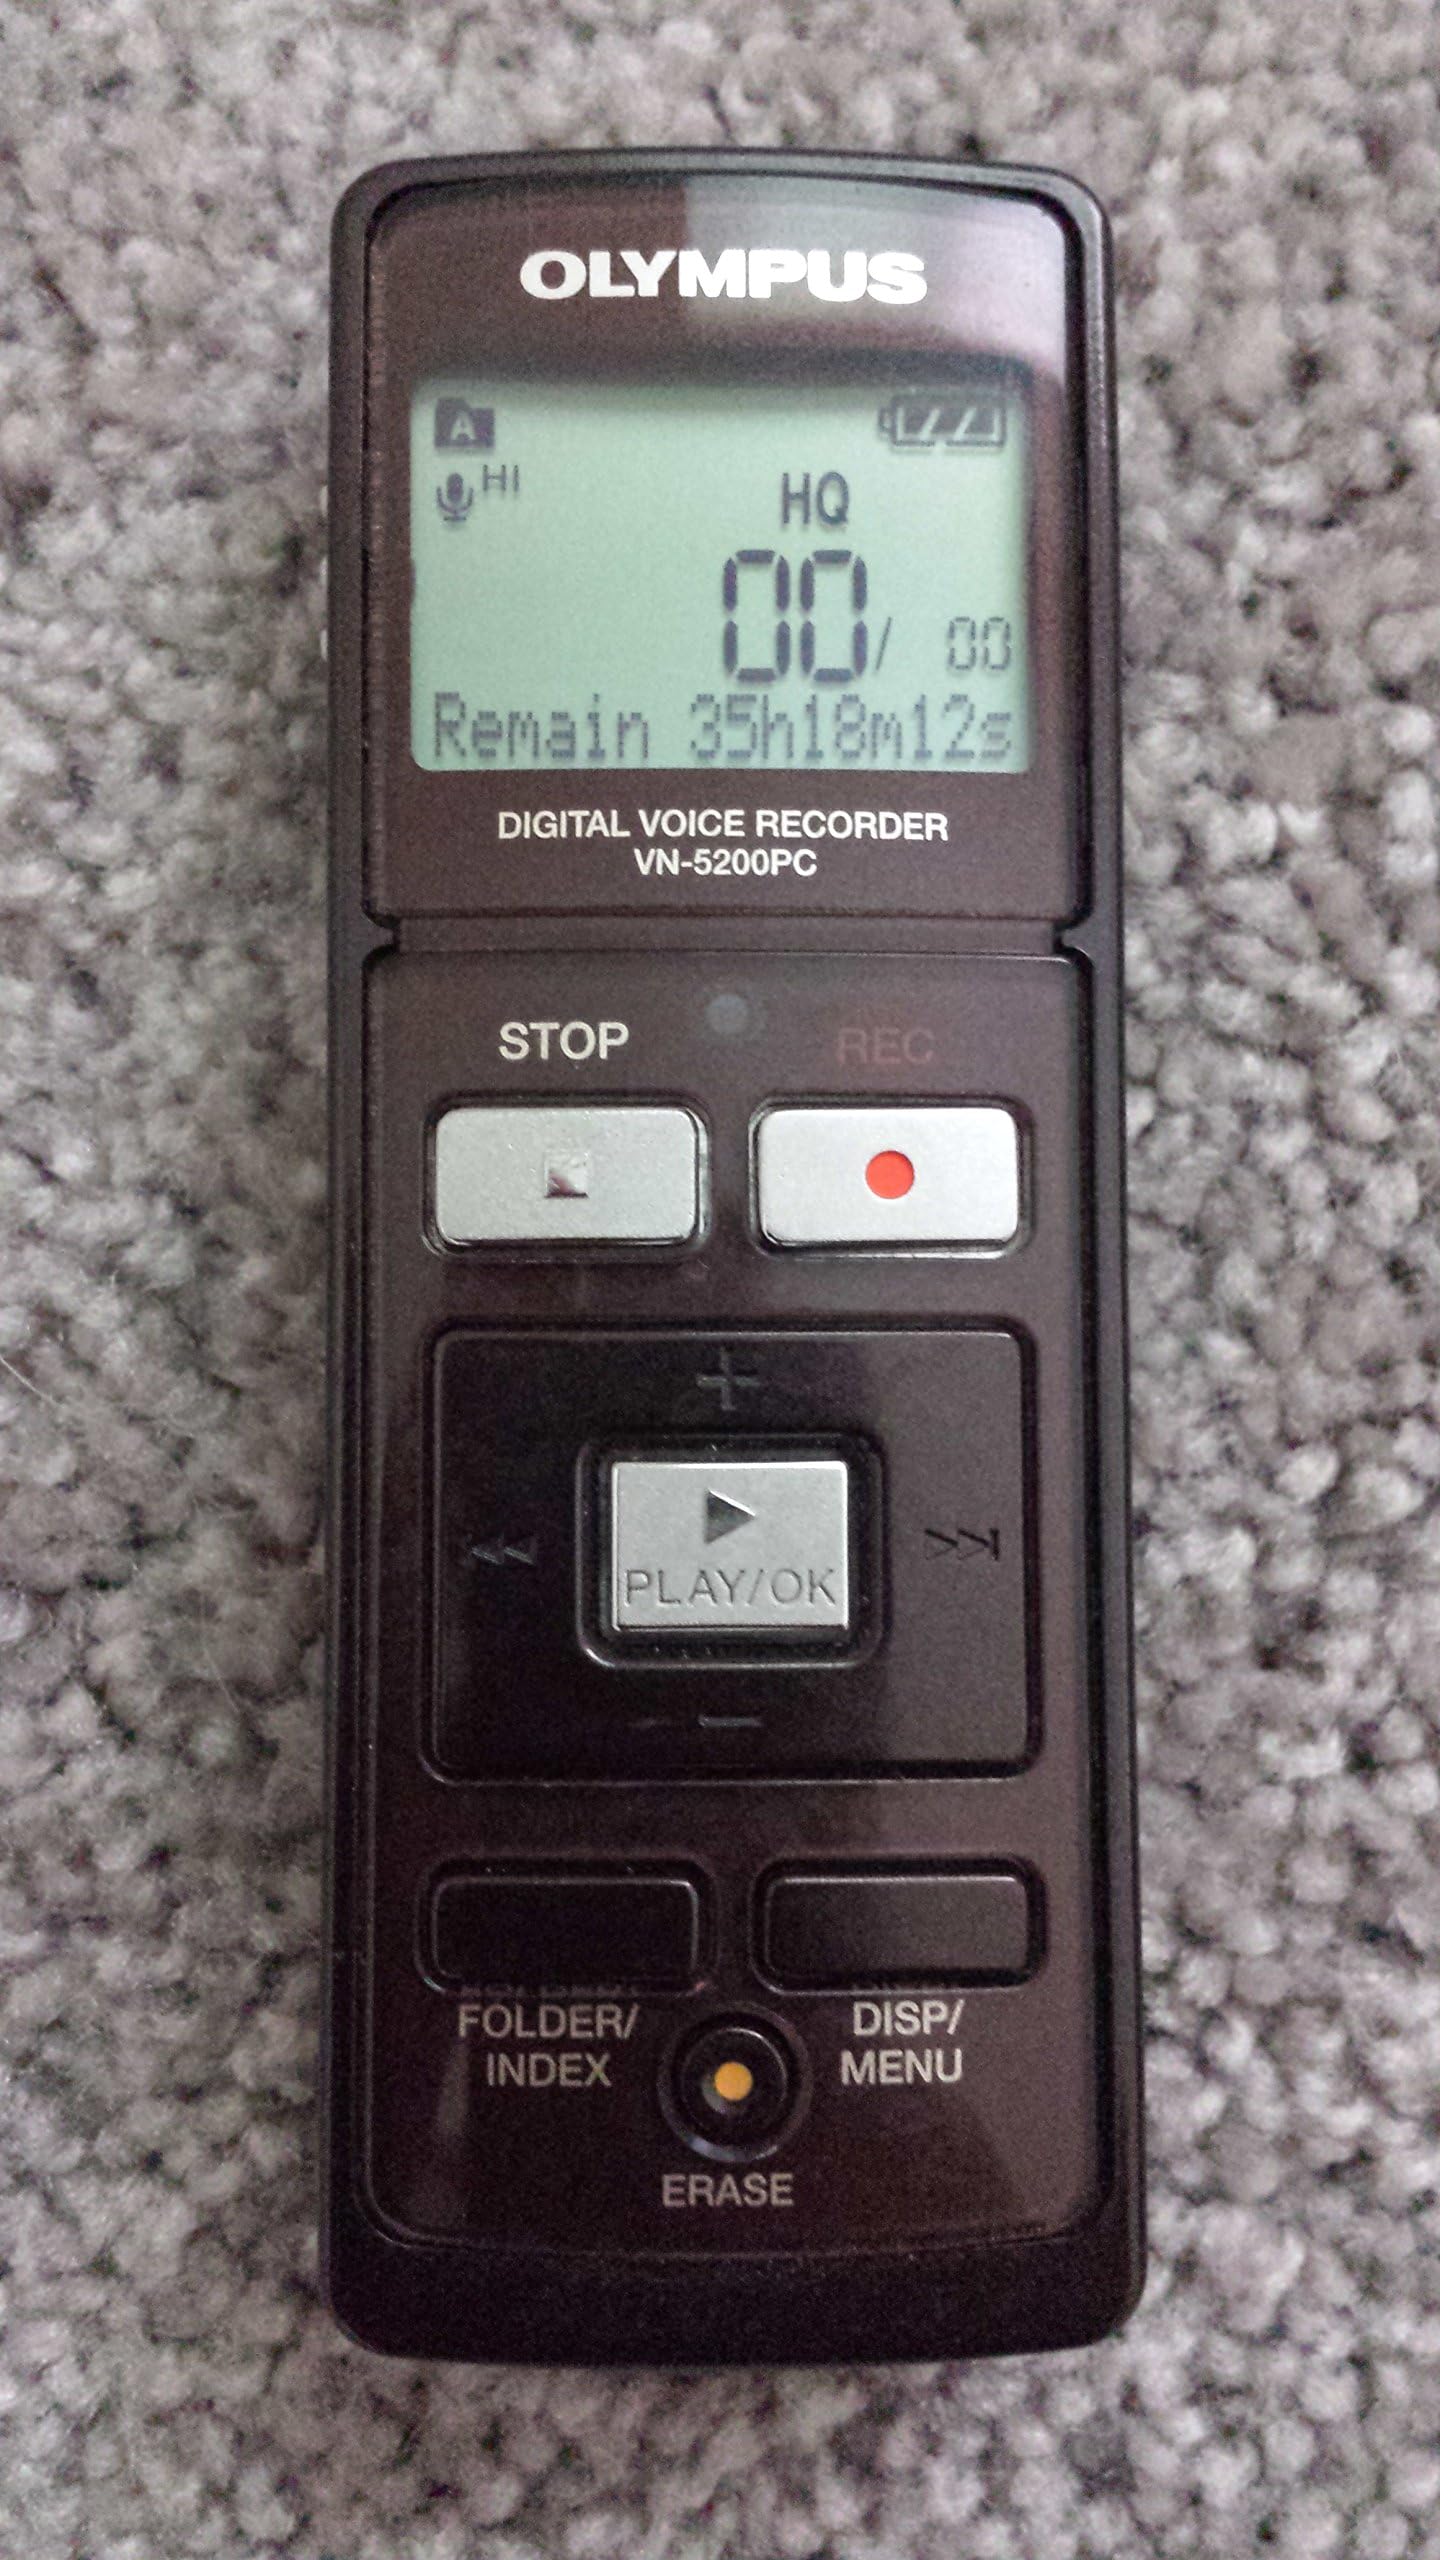 OLYMPUS
A
HI
HQ
00/ 00
Remain 35h18m12s
DIGITAL VOICE RECORDER
VN-5200PC
STOP REC
+
PLAY/OK
-
FOLDER/ DISP/
INDEX MENU
ERASE